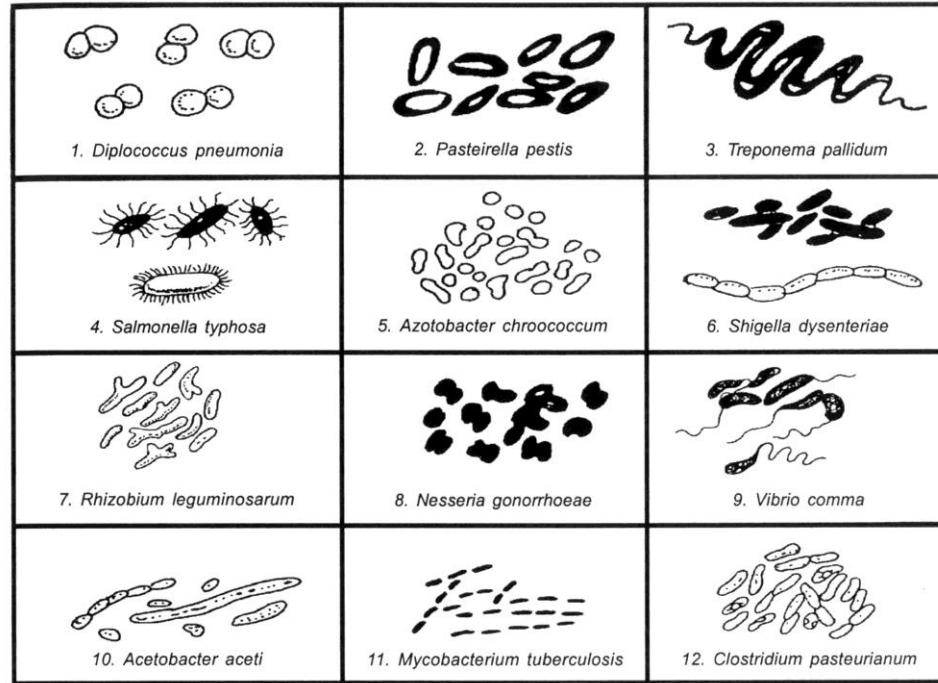 1. Diplococcus pneumonia
2. Pasteirella pestis
3. Treponema pallidum
4. Salmonella typhosa
5. Azotobacter chroococcum
6. Shigella dysenteriae
7. Rhizobium leguminosarum
8. Nesseria gonorrhoeae
9. Vibrio comma
10. Acetobacter aceti
11. Mycobacterium tuberculosis
12. Clostridium pasteurianum